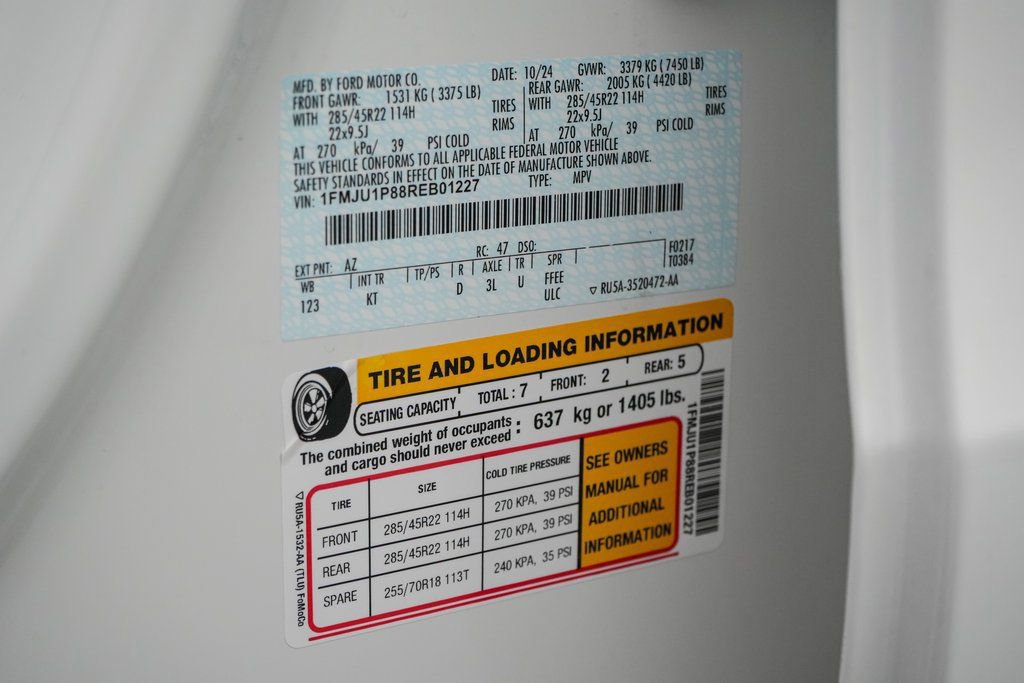 MFD. BY FORD MOTOR CO. DATE: 10/24 GVWR: 3379 KG ( 7450 LB)
FRONT GAWR: 1531 KG ( 3375 LB) REAR GAWR: 2005 KG ( 4420 LB)
WITH 285/45R22 114H TIRES WITH 285/45R22 114H TIRES
22x9.5J RIMS 22x9.5J RIMS
AT 270 kPa/ 39 PSI COLD AT 270 kPa/ 39 PSI COLD
THIS VEHICLE CONFORMS TO ALL APPLICABLE FEDERAL MOTOR VEHICLE
SAFETY STANDARDS IN EFFECT ON THE DATE OF MANUFACTURE SHOWN ABOVE.
VIN: 1FMJU1P88REB01227 TYPE: MPV
EXT PNT: AZ RC: 47 DSO: F0217
WB INT TR TP/PS R AXLE TR SPR T0384
123 KT D 3L U FFEE
ULC ▽ RU5A-3520472-AA
TIRE AND LOADING INFORMATION
SEATING CAPACITY TOTAL : 7 FRONT: 2 REAR: 5
The combined weight of occupants
and cargo should never exceed : 637 kg or 1405 lbs.
TIRE SIZE COLD TIRE PRESSURE
FRONT 285/45R22 114H 270 KPA, 39 PSI
REAR 285/45R22 114H 270 KPA, 39 PSI
SPARE 255/70R18 113T 240 KPA, 35 PSI
SEE OWNERS
MANUAL FOR
ADDITIONAL
INFORMATION
1FMJU1P88REB01227
▽ RU5A-1532-AA (TLU) FoMoCo